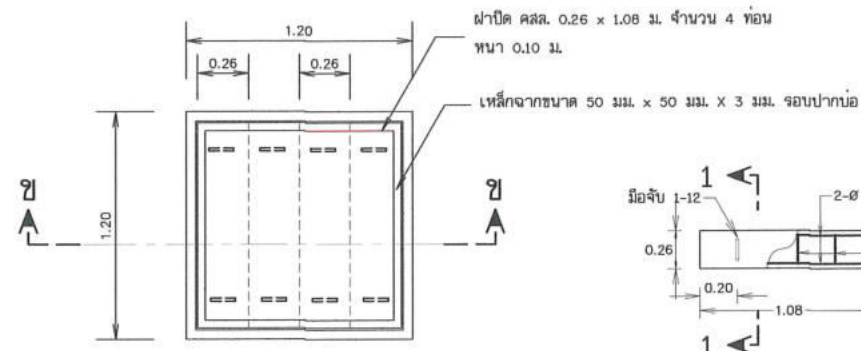 ฝาปิด คสล. 0.26 x 1.08 ม. จำนวน 4 ท่อน
หนา 0.10 ม.
1.20
0.26 0.26
เหล็กฉากขนาด 50 มม. x 50 มม. X 3 มม. รอบปากบ่อ
1.20
ข ข
1
มือจับ 1-12
2-Ø
0.26
0.20
1.08
1